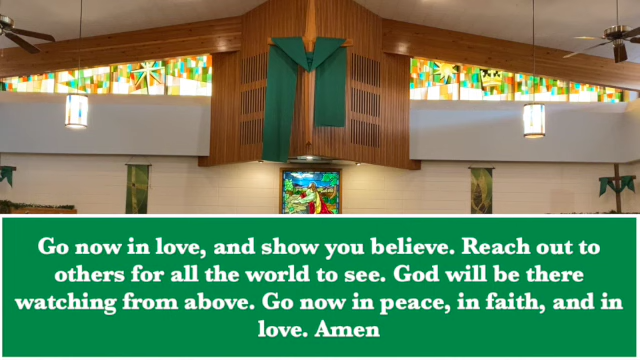 Go now in love, and show you believe. Reach out to
others for all the world to see. God will be there
watching from above. Go now in peace, in faith, and in
love. Amen